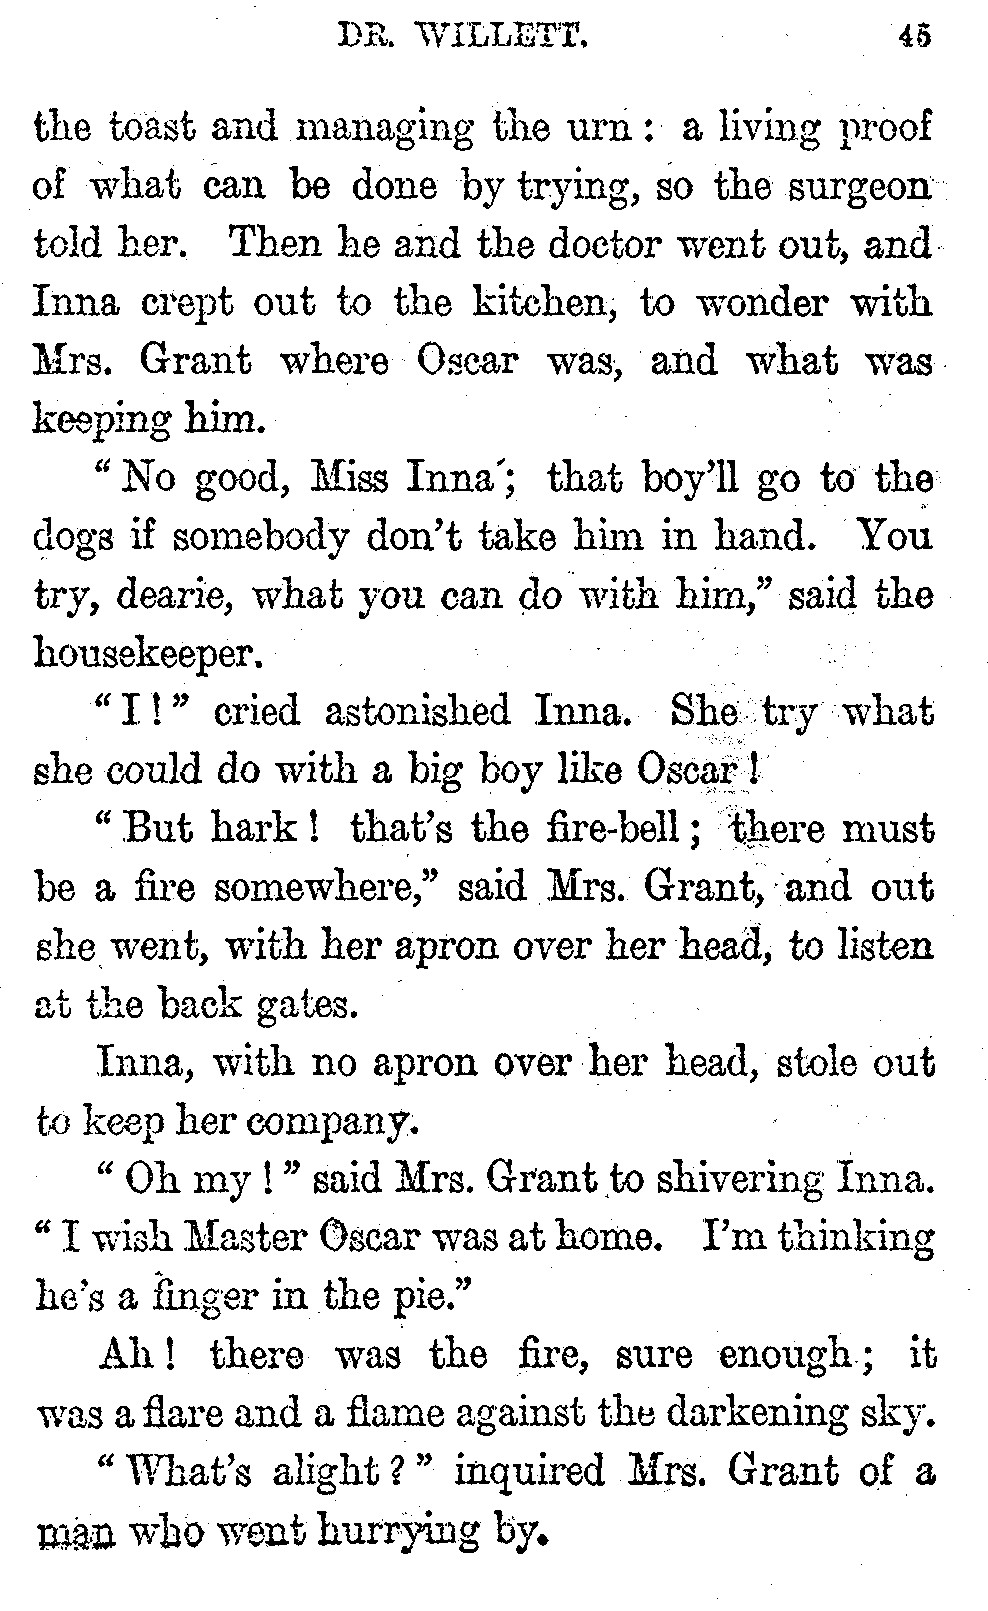 DR. WILLETT. 45
the toast and managing the urn: a living proof
of what can be done by trying, so the surgeon
told her. Then he and the doctor went out, and
Inna crept out to the kitchen, to wonder with
Mrs. Grant where Oscar was, and what was
keeping him.
“No good, Miss Inna; that boy’ll go to the
dogs if somebody don’t take him in hand. You
try, dearie, what you can do with him,” said the
housekeeper.
“I!” cried astonished Inna. She try what
she could do with a big boy like Oscar!
“But hark! that’s the fire-bell; there must
be a fire somewhere,” said Mrs. Grant, and out
she went, with her apron over her head, to listen
at the back gates.
Inna, with no apron over her head, stole out
to keep her company.
“Oh my!” said Mrs. Grant to shivering Inna.
“I wish Master Oscar was at home. I’m thinking
he’s a finger in the pie.”
Ah! there was the fire, sure enough; it
was a flare and a flame against the darkening sky.
“What’s alight?” inquired Mrs. Grant of a
man who went hurrying by.